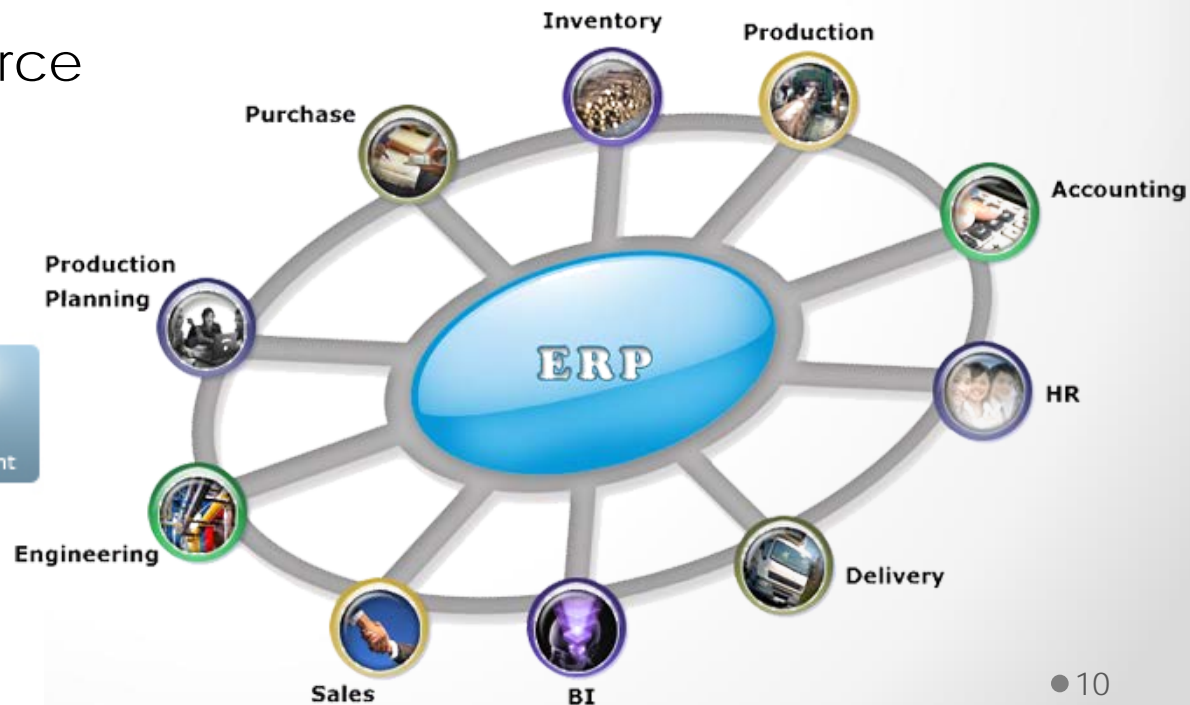 rce
Inventory
Production
Purchase
Accounting
Production
Planning
ERP
HR
nt
Engineering
Delivery
Sales
BI
10